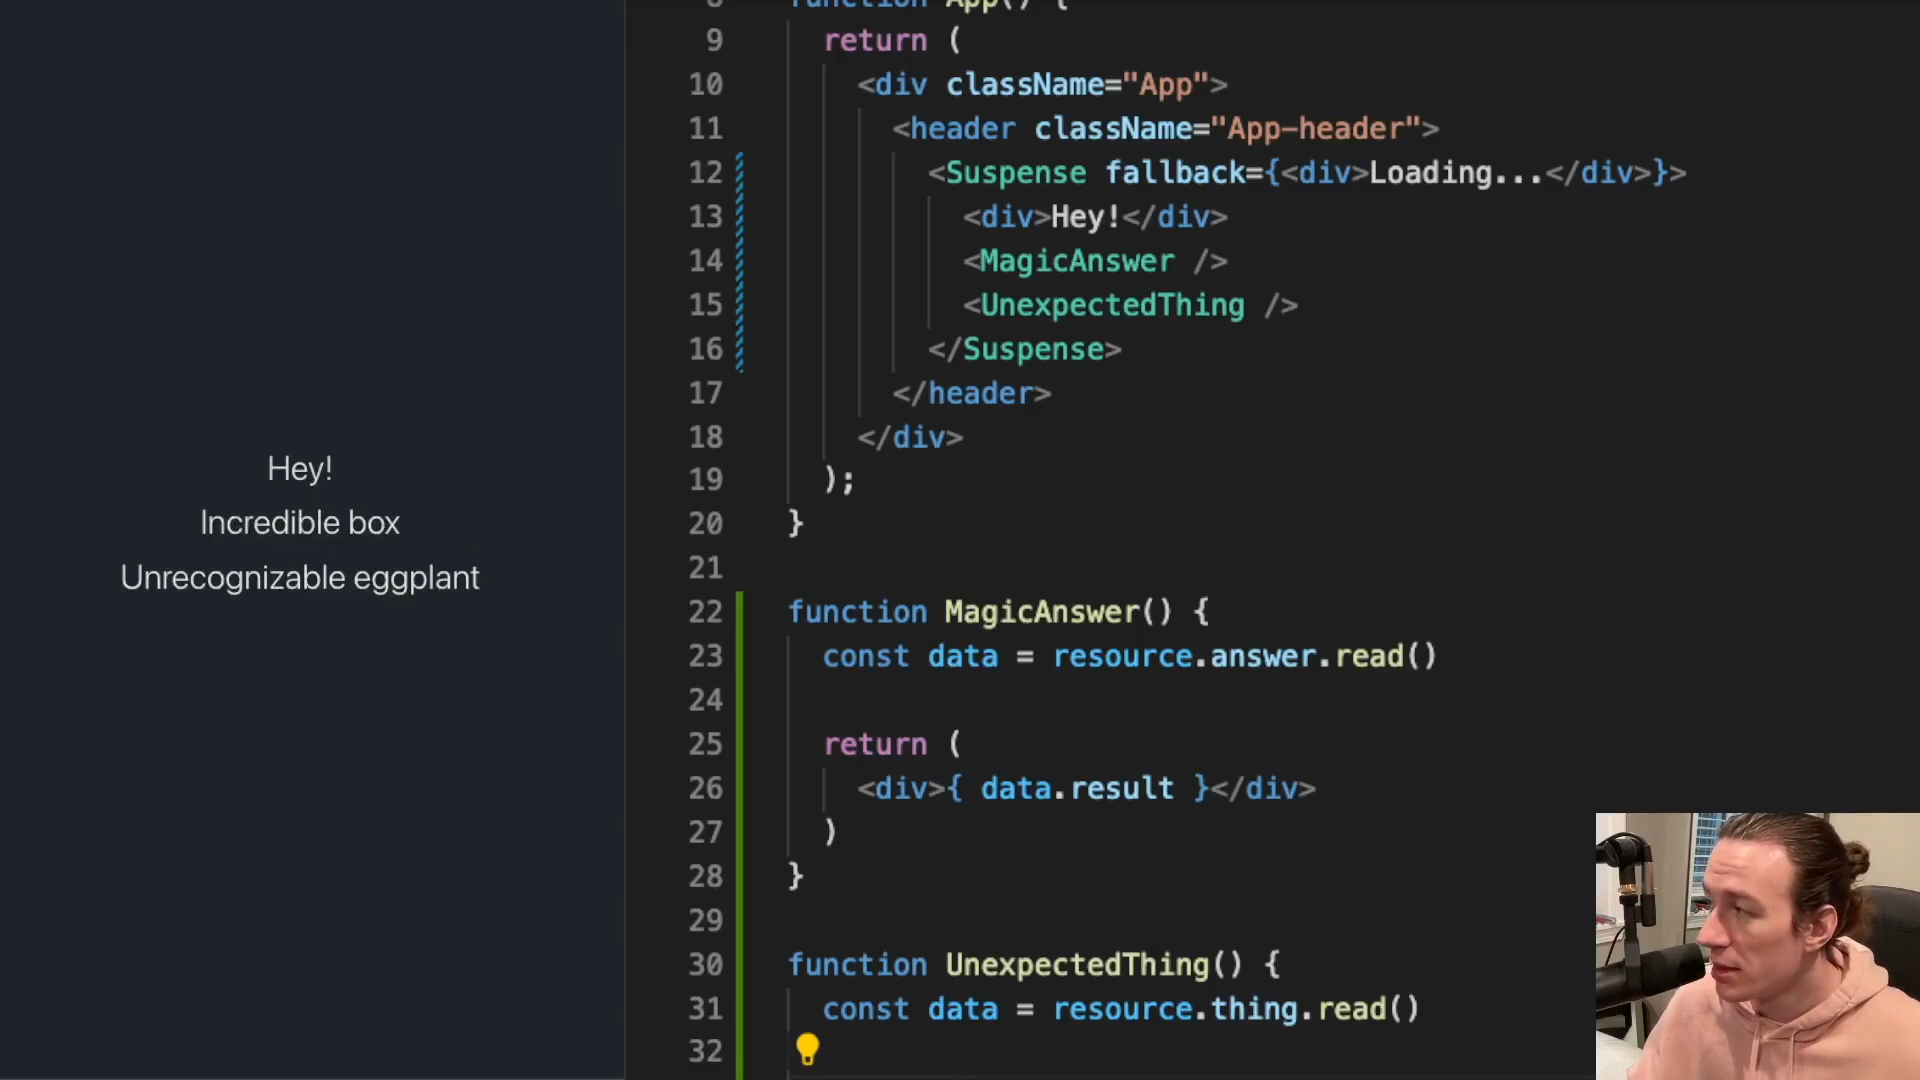 Hey!
Incredible box
Unrecognizable eggplant
8 function App() {
9 return (
10 <div className="App">
11 <header className="App-header">
12 <Suspense fallback={<div>Loading...</div>}>
13 <div>Hey!</div>
14 <MagicAnswer />
15 <UnexpectedThing />
16 </Suspense>
17 </header>
18 </div>
19 );
20 }
21
22 function MagicAnswer() {
23 const data = resource.answer.read()
24
25 return (
26 <div>{ data.result }</div>
27 )
28 }
29
30 function UnexpectedThing() {
31 const data = resource.thing.read()
32